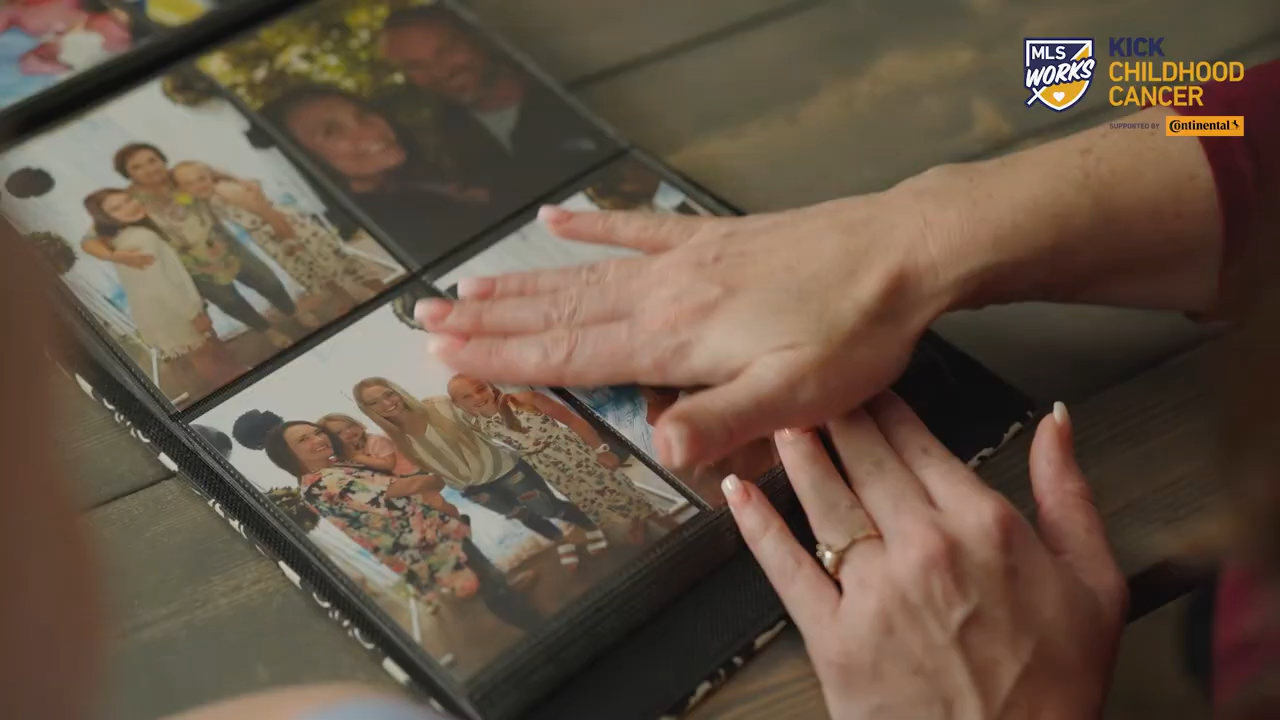 MLS
WORKS
KICK
CHILDHOOD
CANCER
SUPPORTED BY
Continental